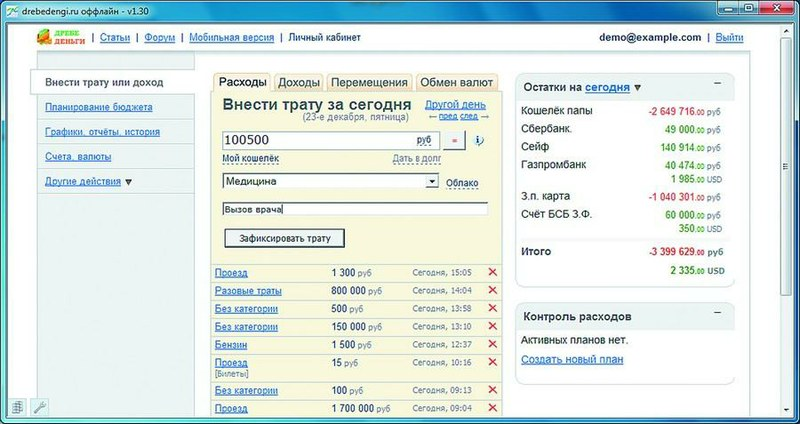 drebedengi.ru оффлайн - v1.30
ДРЕБЕ ДЕНЬГИ | Статьи | Форум | Мобильная версия | Личный кабинет demo@example.com | Выйти
Внести трату или доход
Планирование бюджета
Графики, отчёты, история
Счета, валюты
Другие действия ▼
Расходы Доходы Перемещения Обмен валют
Внести трату за сегодня Другой день
(23-е декабря, пятница) ← пред след →
100500 руб = i
Мой кошелёк Дать в долг
Медицина Облако
Вызов врача
Зафиксировать трату
Проезд 1 300 руб Сегодня, 15:05
Разовые траты 800 000 руб Сегодня, 14:04
Без категории 500 руб Сегодня, 13:58
Без категории 150 000 руб Сегодня, 13:10
Бензин 1 500 руб Сегодня, 12:37
Проезд 15 руб Сегодня, 10:16
[Билеты]
Без категории 100 руб Сегодня, 09:13
Проезд 1 700 000 руб Сегодня, 09:04
Остатки на сегодня ▼ –
Кошелёк папы -2 649 716.00 руб
Сбербанк. 49 000.00 руб
Сейф 140 914.00 руб
Газпромбанк 40 474.00 руб
1 985.00 USD
З.п. карта -1 040 301.00 руб
Счёт БСБ З.Ф. 60 000.00 руб
350.00 USD
Итого -3 399 629.00 руб
2 335.00 USD
Контроль расходов –
Активных планов нет.
Создать новый план